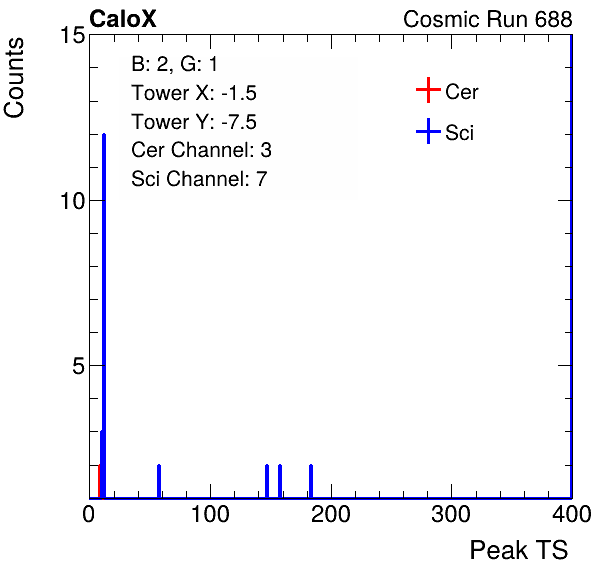 CaloX Cosmic Run 688
Counts
15
10
5
B: 2, G: 1
Tower X: -1.5
Tower Y: -7.5
Cer Channel: 3
Sci Channel: 7
Cer
Sci
0 100 200 300 400
Peak TS